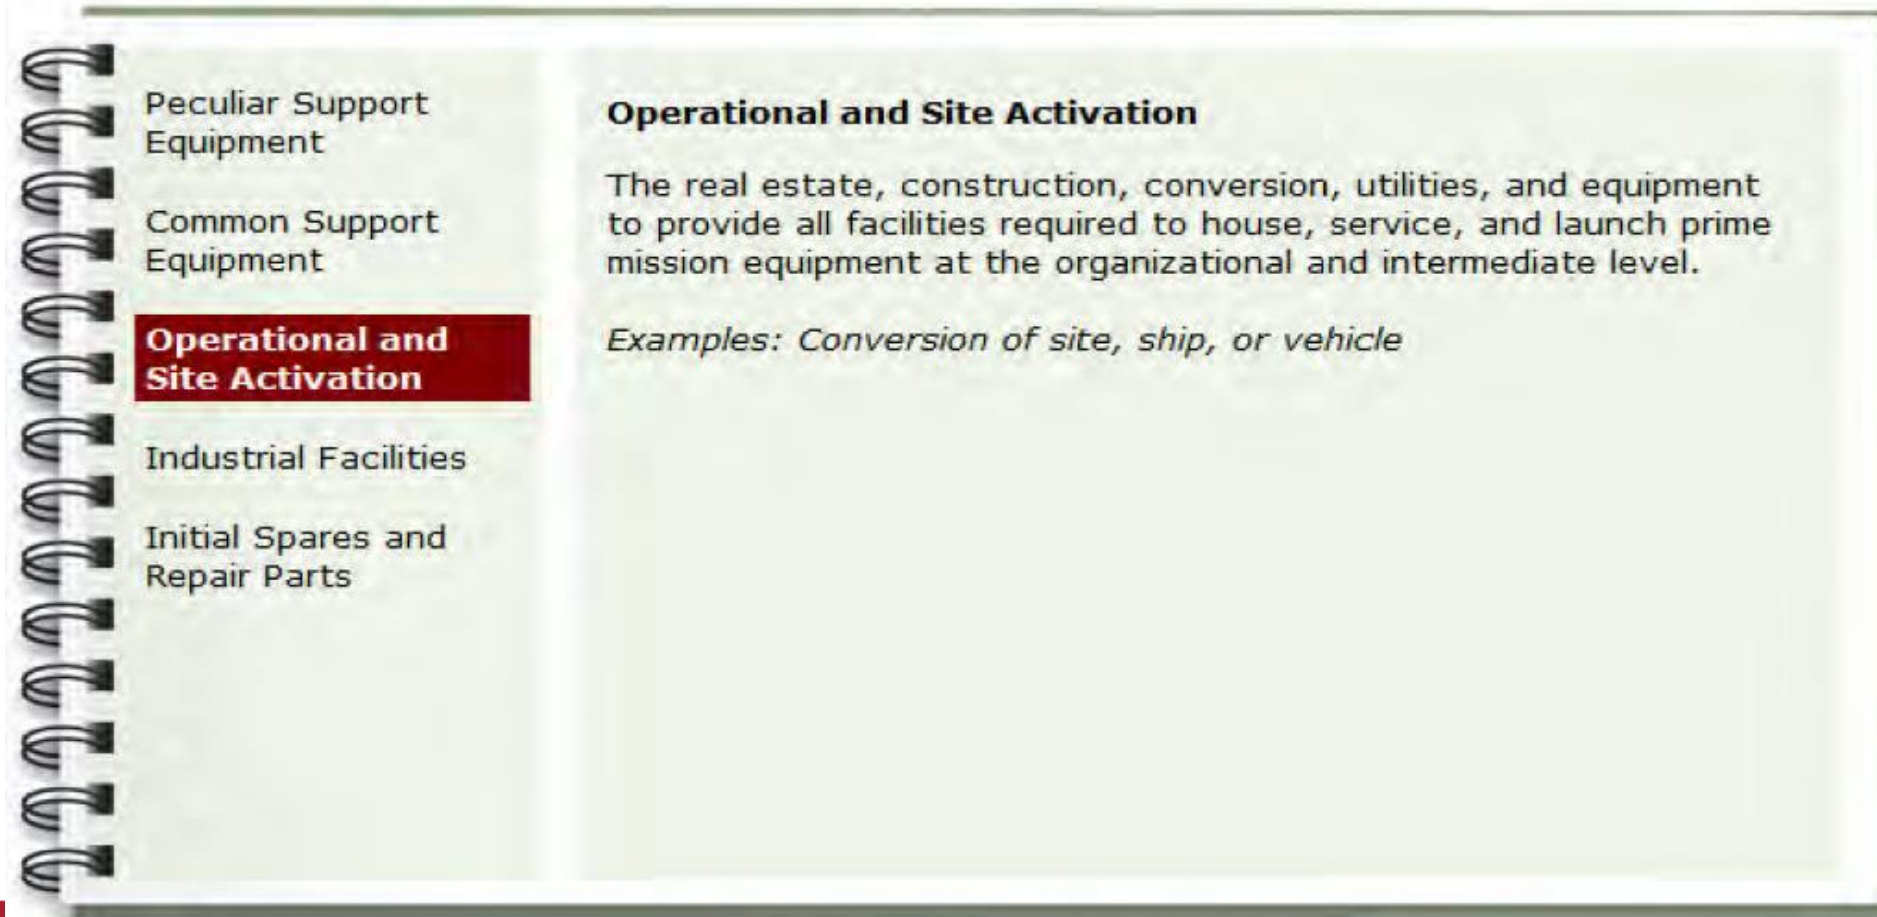 Peculiar Support
Equipment
Common Support
Equipment
Operational and
Site Activation
Industrial Facilities
Initial Spares and
Repair Parts
Operational and Site Activation
The real estate, construction, conversion, utilities, and equipment
to provide all facilities required to house, service, and launch prime
mission equipment at the organizational and intermediate level.
Examples: Conversion of site, ship, or vehicle